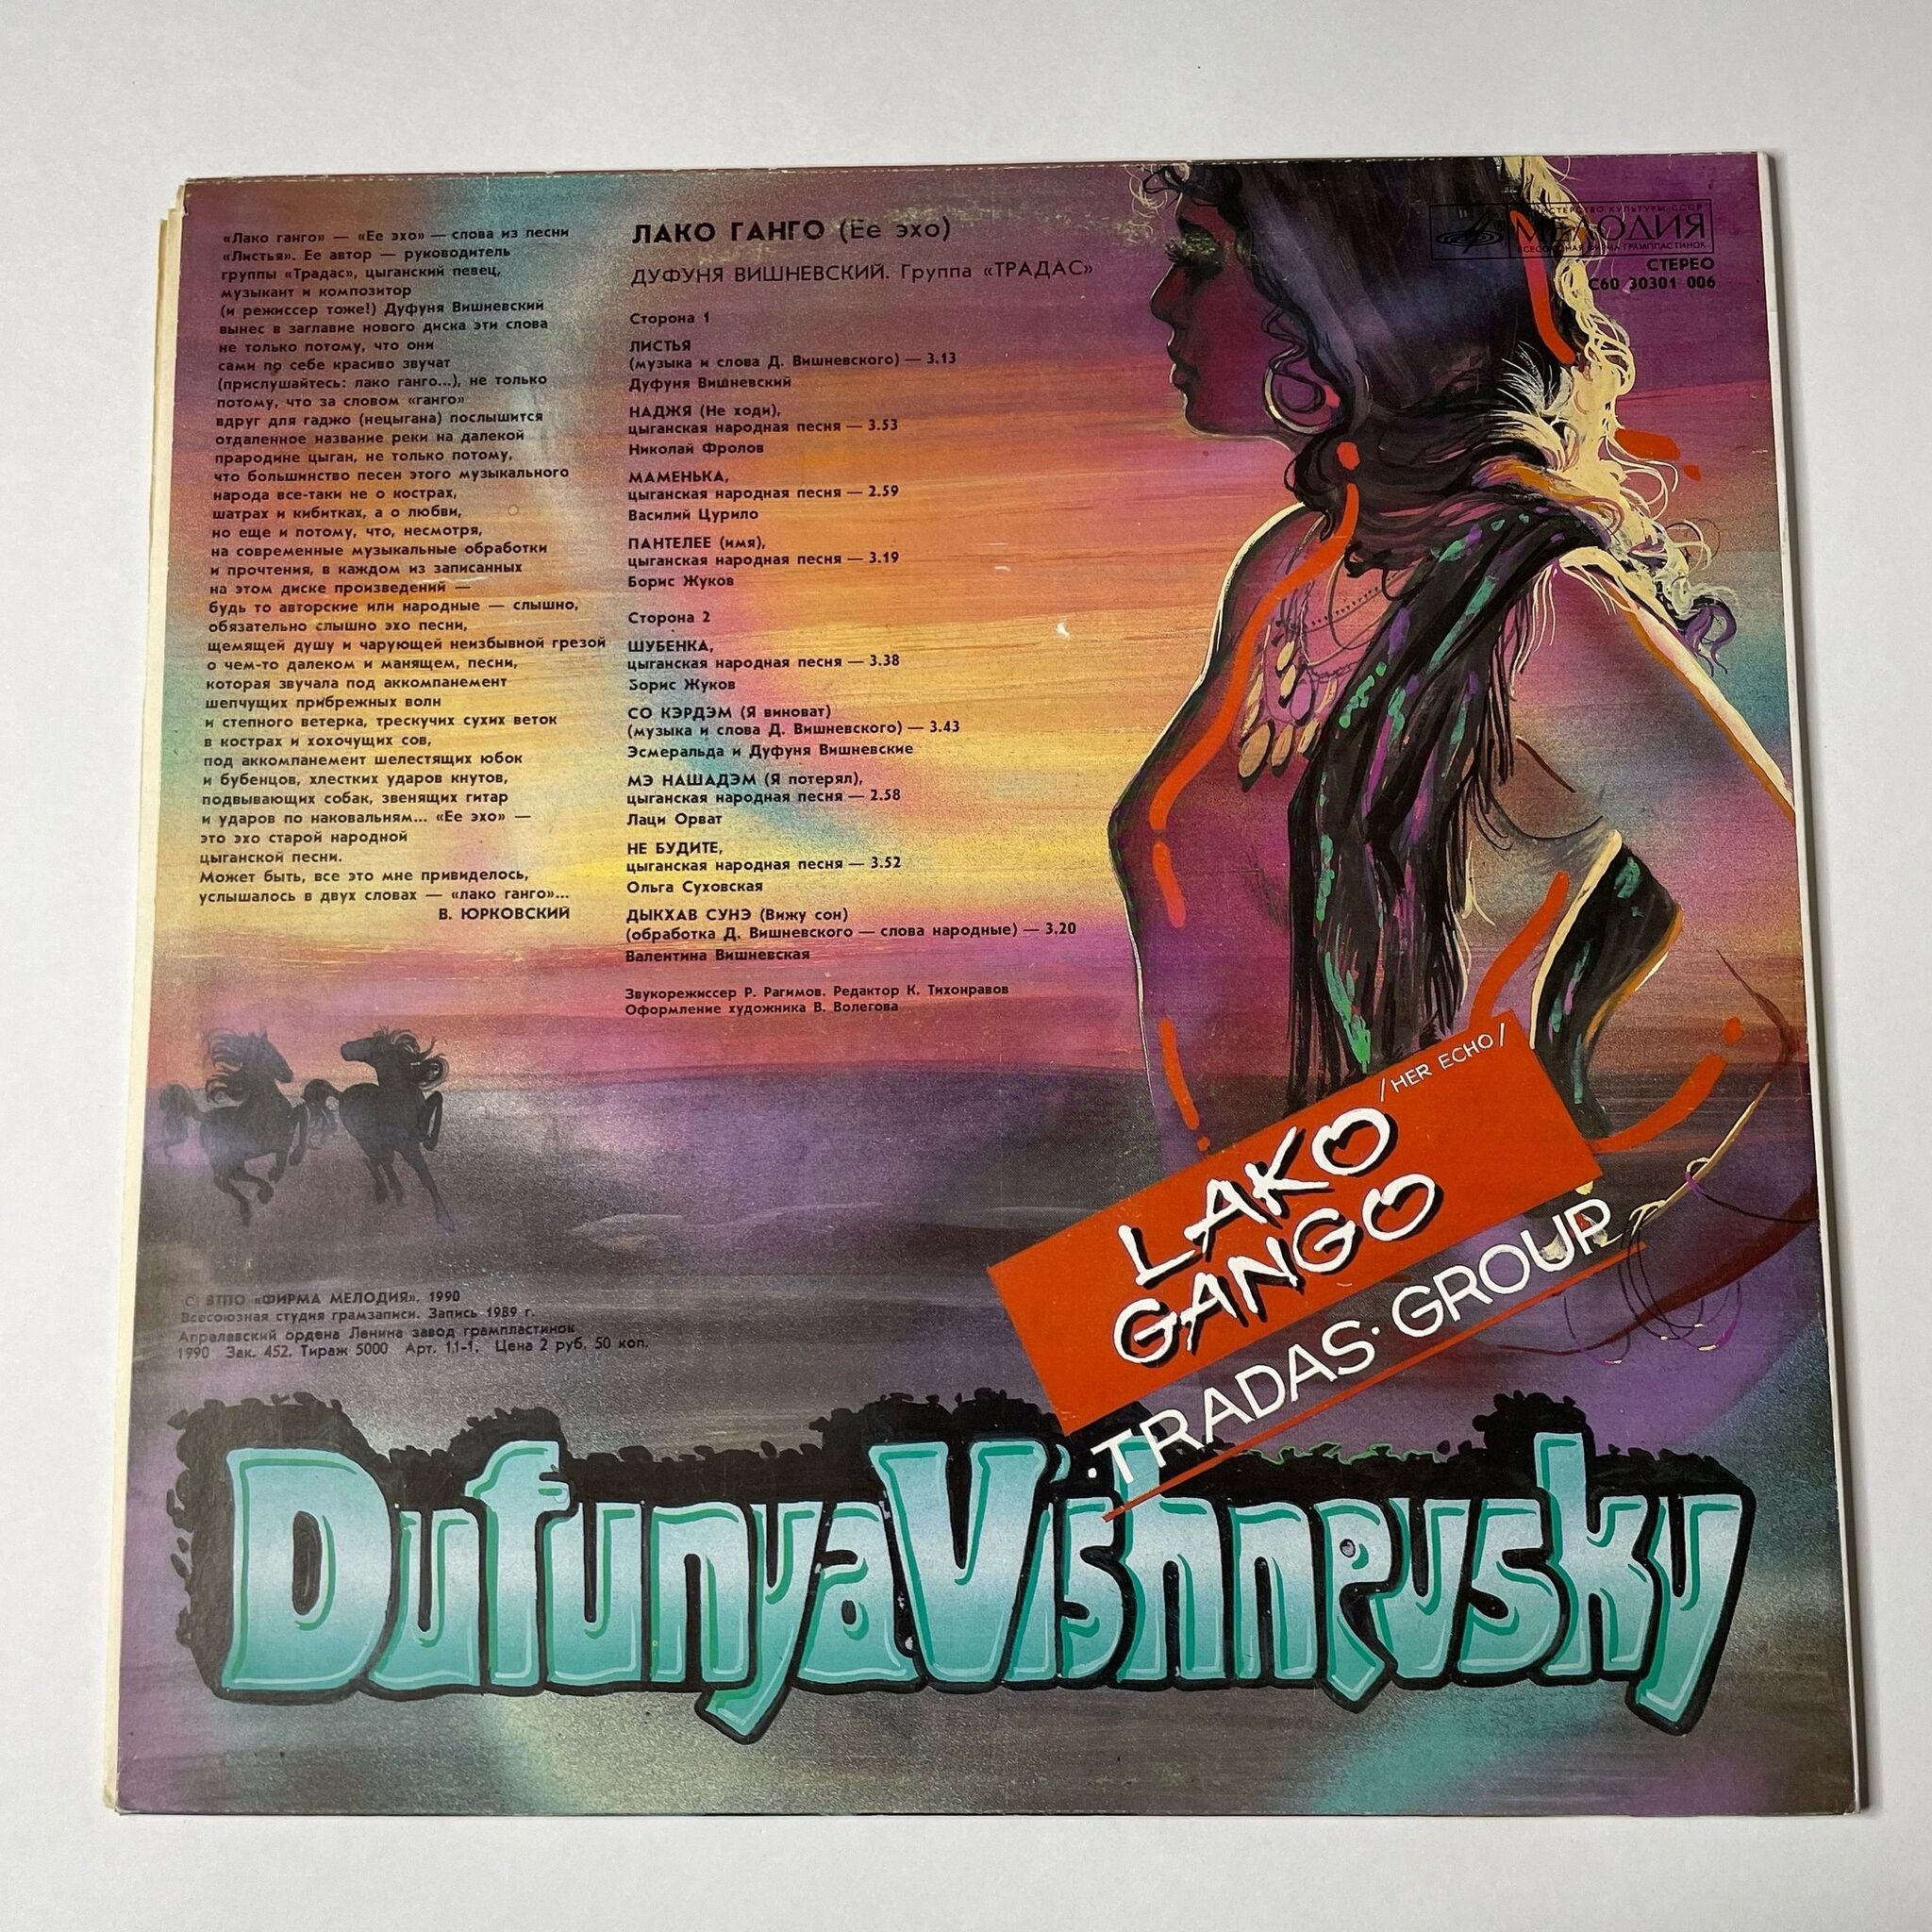 «Лако ганго» — «Ее эхо» — слова из песни
«Листья». Ее автор — руководитель
группы «Традас», цыганский певец,
музыкант и композитор
(и режиссер тоже!) Дуфуня Вишневский
вынес в заглавие нового диска эти слова
не только потому, что они
сами по себе красиво звучат
(прислушайтесь: лако ганго...), не только
потому, что за словом «ганго»
вдруг для гаджо (нецыгана) послышится
отдаленное название реки на далекой
прародине цыган, не только потому,
что большинство песен этого музыкального
народа все-таки не о кострах,
шатрах и кибитках, а о любви,
но еще и потому, что, несмотря,
на современные музыкальные обработки
и прочтения, в каждом из записанных
на этом диске произведений —
будь то авторские или народные — слышно,
обязательно слышно эхо песни,
щемящей душу и чарующей неизбывной грезой
о чем-то далеком и манящем, песни,
которая звучала под аккомпанемент
шепчущих прибрежных волн
и степного ветерка, трескучих сухих веток
в кострах и хохочущих сов,
под аккомпанемент шелестящих юбок
и бубенцов, хлестких ударов кнутов,
подвывающих собак, звенящих гитар
и ударов по наковальням... «Ее эхо» —
это эхо старой народной
цыганской песни.
Может быть, все это мне привиделось,
услышалось в двух словах — «лако ганго»...
В. ЮРКОВСКИЙ
ЛАКО ГАНГО (Ее эхо)
ДУФУНЯ ВИШНЕВСКИЙ. Группа «ТРАДАС»
Сторона 1
ЛИСТЬЯ
(музыка и слова Д. Вишневского) — 3.13
Дуфуня Вишневский
НАДЖЯ (Не ходи),
цыганская народная песня — 3.53
Николай Фролов
МАМЕНЬКА,
цыганская народная песня — 2.59
Василий Цурило
ПАНТЕЛЕЕ (имя),
цыганская народная песня — 3.19
Борис Жуков
Сторона 2
ШУБЕНКА,
цыганская народная песня — 3.38
Борис Жуков
СО КЭРДЭМ (Я виноват)
(музыка и слова Д. Вишневского) — 3.43
Эсмеральда и Дуфуня Вишневские
МЭ НАШАДЭМ (Я потерял),
цыганская народная песня — 2.58
Лаци Орват
НЕ БУДИТЕ,
цыганская народная песня — 3.52
Ольга Суховская
ДЫКХАВ СУНЭ (Вижу сон)
(обработка Д. Вишневского — слова народные) — 3.20
Валентина Вишневская
Звукорежиссер Р. Рагимов. Редактор К. Тихонравов
Оформление художника В. Волегова
МИНИСТЕРСТВО КУЛЬТУРЫ СССР
МЕЛОДИЯ
ВСЕСОЮЗНАЯ ФИРМА ГРАМПЛАСТИНОК
СТЕРЕО
С60 30301 006
/HER ECHO/
LAKO
GANGO
·TRADAS·GROUP
© ВТПО «ФИРМА МЕЛОДИЯ», 1990
Всесоюзная студия грамзаписи. Запись 1989 г.
Апрелевский ордена Ленина завод грампластинок
1990 Зак. 452. Тираж 5000 Арт. 11-1. Цена 2 руб. 50 коп.
Dufunya Vishnevsky